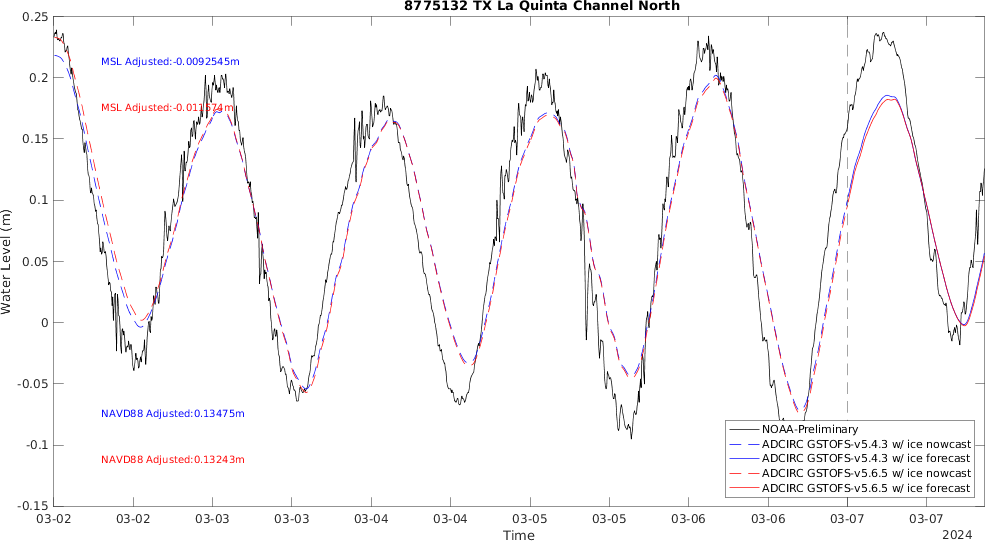 8775132 TX La Quinta Channel North
0.25
0.2
0.15
0.1
0.05
0
-0.05
-0.1
-0.15
Water Level (m)
MSL Adjusted:-0.0092545m
MSL Adjusted:-0.011574m
NAVD88 Adjusted:0.13475m
NAVD88 Adjusted:0.13243m
NOAA-Preliminary
ADCIRC GSTOFS-v5.4.3 w/ ice nowcast
ADCIRC GSTOFS-v5.4.3 w/ ice forecast
ADCIRC GSTOFS-v5.6.5 w/ ice nowcast
ADCIRC GSTOFS-v5.6.5 w/ ice forecast
03-02 03-02 03-03 03-03 03-04 03-04 03-05 03-05 03-06 03-06 03-07 03-07
Time
2024